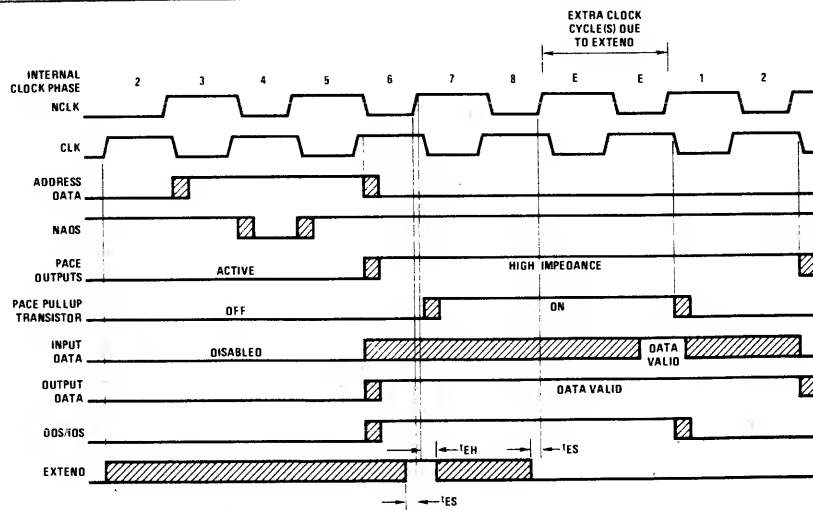 EXTRA CLOCK
CYCLE(S) DUE
TO EXTEND
INTERNAL
CLOCK PHASE
2 3 4 5 6 7 8 E E 1 2
NCLK
CLK
ADDRESS
DATA
NADS
PACE
OUTPUTS
ACTIVE
HIGH IMPEDANCE
PACE PULLUP
TRANSISTOR
OFF
ON
INPUT
DATA
DISABLED
DATA
VALID
OUTPUT
DATA
DATA VALID
ODS/IDS
tEH
tES
EXTEND
tES